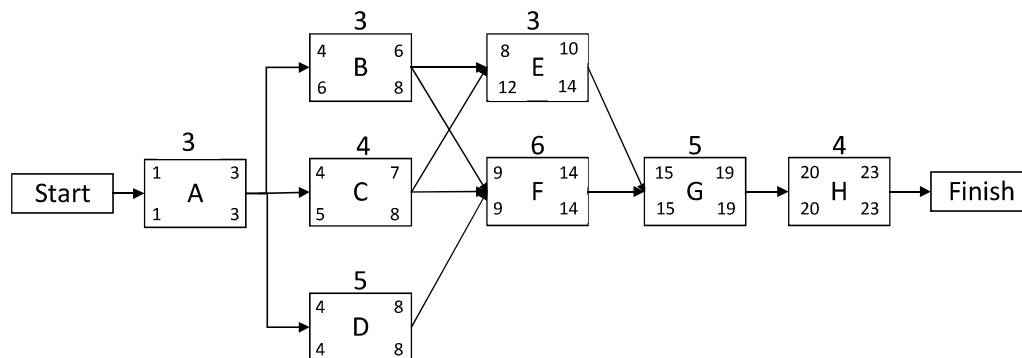 3 3
4 6 8 10
B E
6 8 12 14
3 4 6 5 4
1 3 4 7 9 14 15 19 20 23
Start A C F G H Finish
1 3 5 8 9 14 15 19 20 23
5
4 8
D
4 8